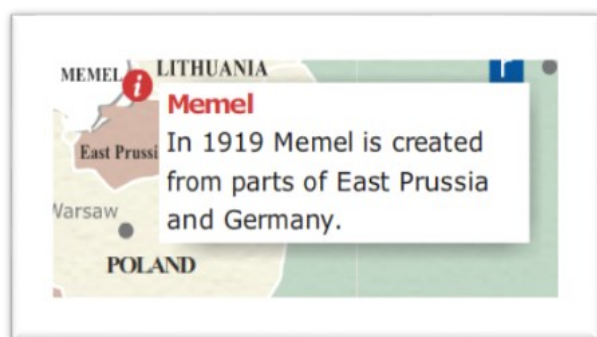 MEMEL LITHUANIA
Memel
In 1919 Memel is created
East Prussi
from parts of East Prussia
Warsaw
and Germany.
POLAND